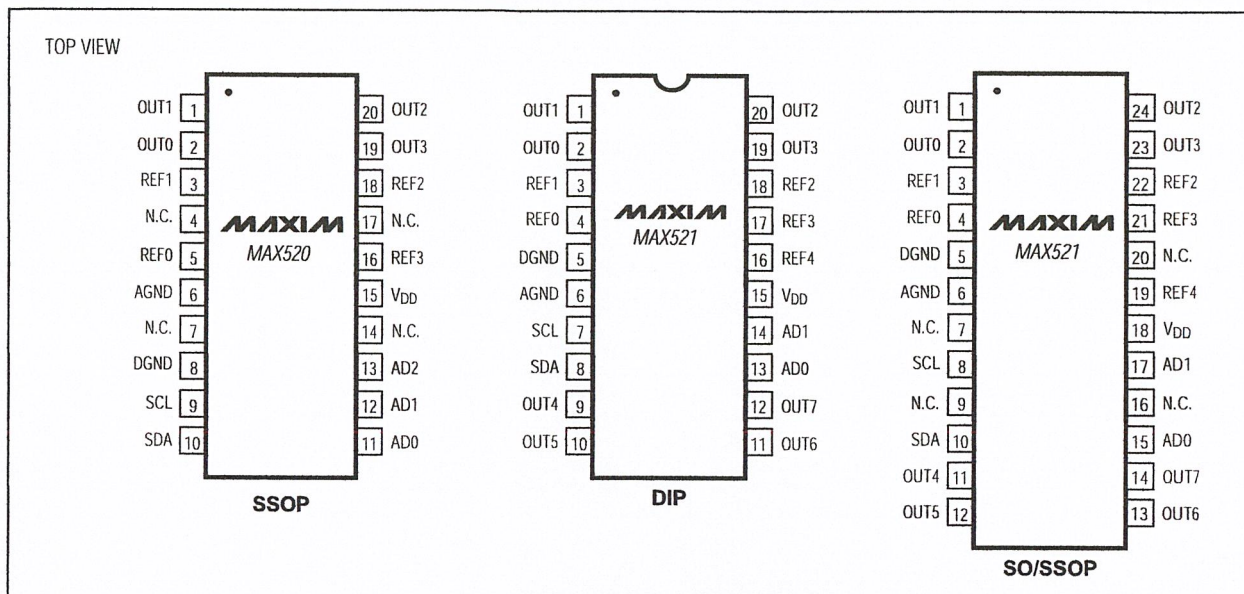 TOP VIEW
OUT1 1 20 OUT2
OUT0 2 19 OUT3
REF1 3 18 REF2
N.C. 4 17 N.C.
REF0 5 16 REF3
AGND 6 15 VDD
N.C. 7 14 N.C.
DGND 8 13 AD2
SCL 9 12 AD1
SDA 10 11 AD0
MAXIM
MAX520
SSOP
OUT1 1 20 OUT2
OUT0 2 19 OUT3
REF1 3 18 REF2
REF0 4 17 REF3
DGND 5 16 REF4
AGND 6 15 VDD
SCL 7 14 AD1
SDA 8 13 AD0
OUT4 9 12 OUT7
OUT5 10 11 OUT6
MAXIM
MAX521
DIP
OUT1 1 24 OUT2
OUT0 2 23 OUT3
REF1 3 22 REF2
REF0 4 21 REF3
DGND 5 20 N.C.
AGND 6 19 REF4
N.C. 7 18 VDD
SCL 8 17 AD1
N.C. 9 16 N.C.
SDA 10 15 AD0
OUT4 11 14 OUT7
OUT5 12 13 OUT6
MAXIM
MAX521
SO/SSOP